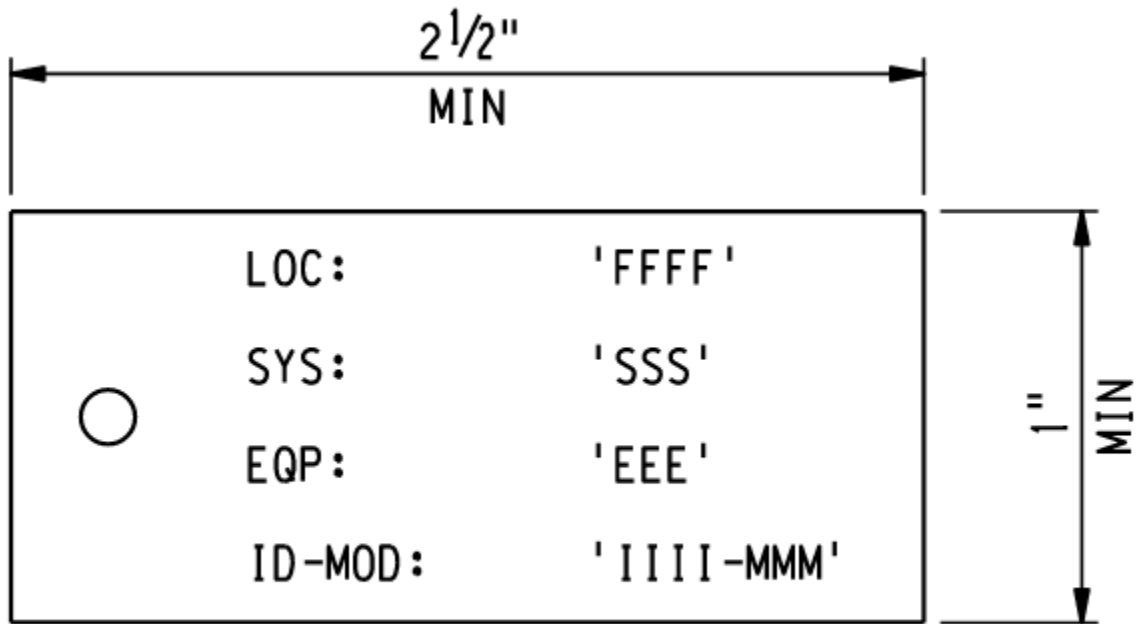 2 1/2"
MIN
LOC: 'FFFF'
SYS: 'SSS'
EQP: 'EEE'
ID-MOD: 'IIII-MMM'
1"
MIN